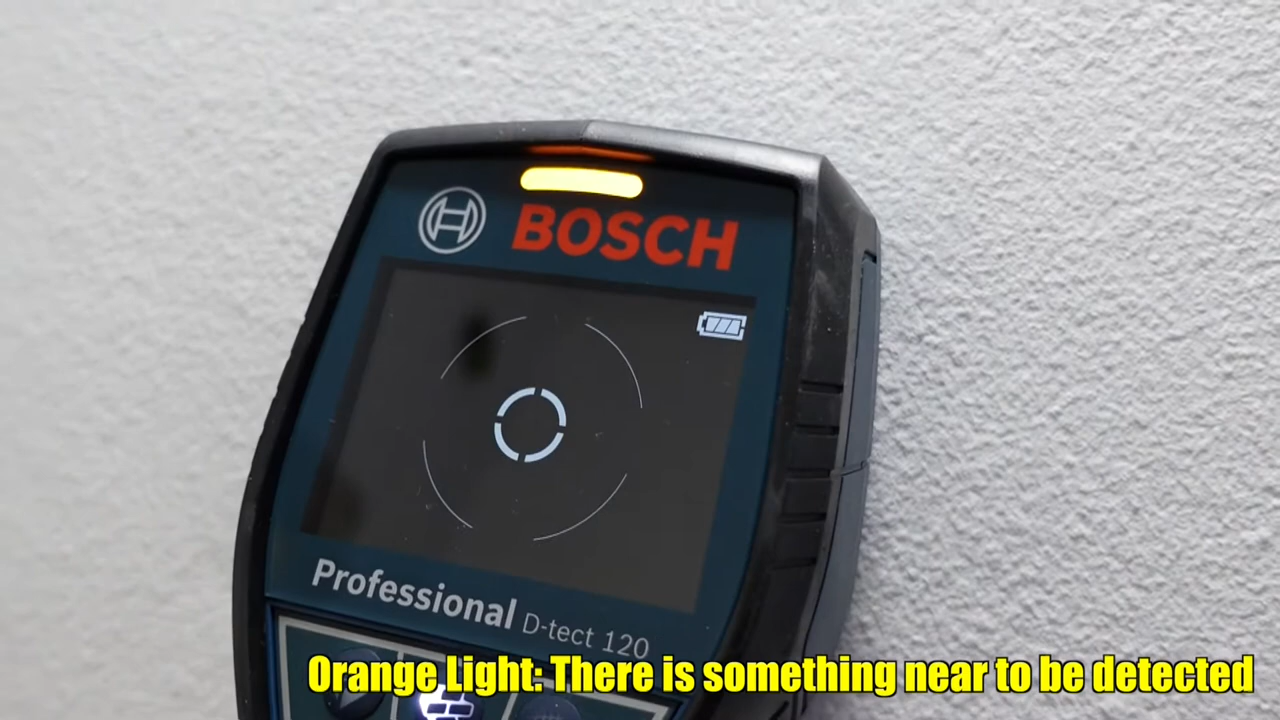 BOSCH
Professional D-tect 120
Orange Light: There is something near to be detected